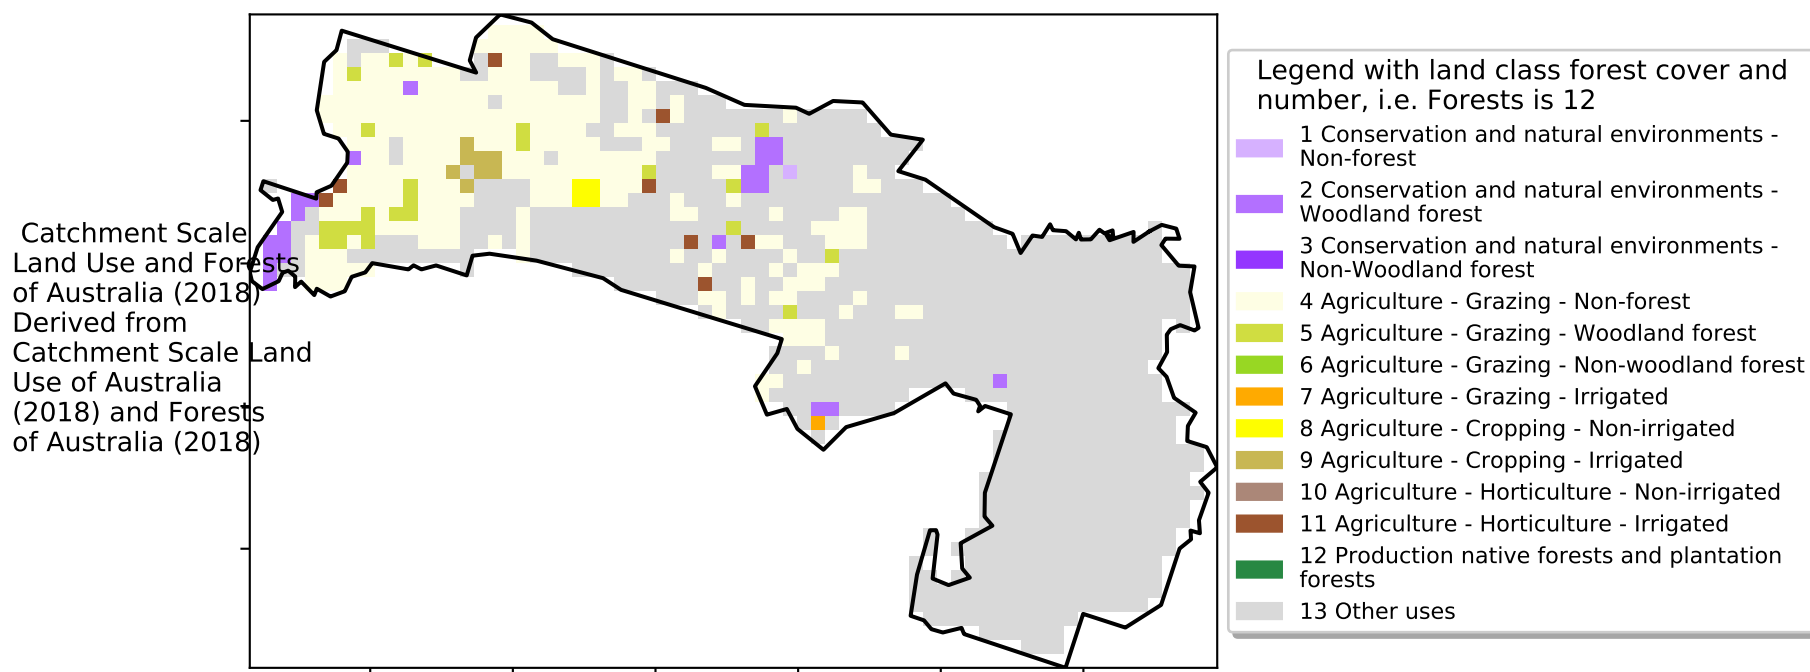 Catchment Scale
Land Use and Forests
of Australia (2018)
Derived from
Catchment Scale Land
Use of Australia
(2018) and Forests
of Australia (2018)
Legend with land class forest cover and
number, i.e. Forests is 12
1 Conservation and natural environments -
Non-forest
2 Conservation and natural environments -
Woodland forest
3 Conservation and natural environments -
Non-Woodland forest
4 Agriculture - Grazing - Non-forest
5 Agriculture - Grazing - Woodland forest
6 Agriculture - Grazing - Non-woodland forest
7 Agriculture - Grazing - Irrigated
8 Agriculture - Cropping - Non-irrigated
9 Agriculture - Cropping - Irrigated
10 Agriculture - Horticulture - Non-irrigated
11 Agriculture - Horticulture - Irrigated
12 Production native forests and plantation
forests
13 Other uses